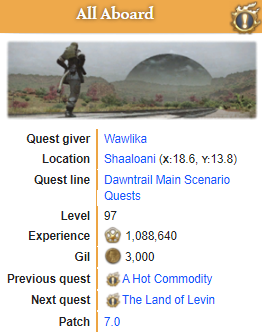 All Aboard
Quest giver Wawlika
Location Shaaloani (X:18.6, Y:13.8)
Quest line Dawntrail Main Scenario
Quests
Level 97
Experience 1,088,640
Gil 3,000
Previous quest A Hot Commodity
Next quest The Land of Levin
Patch 7.0